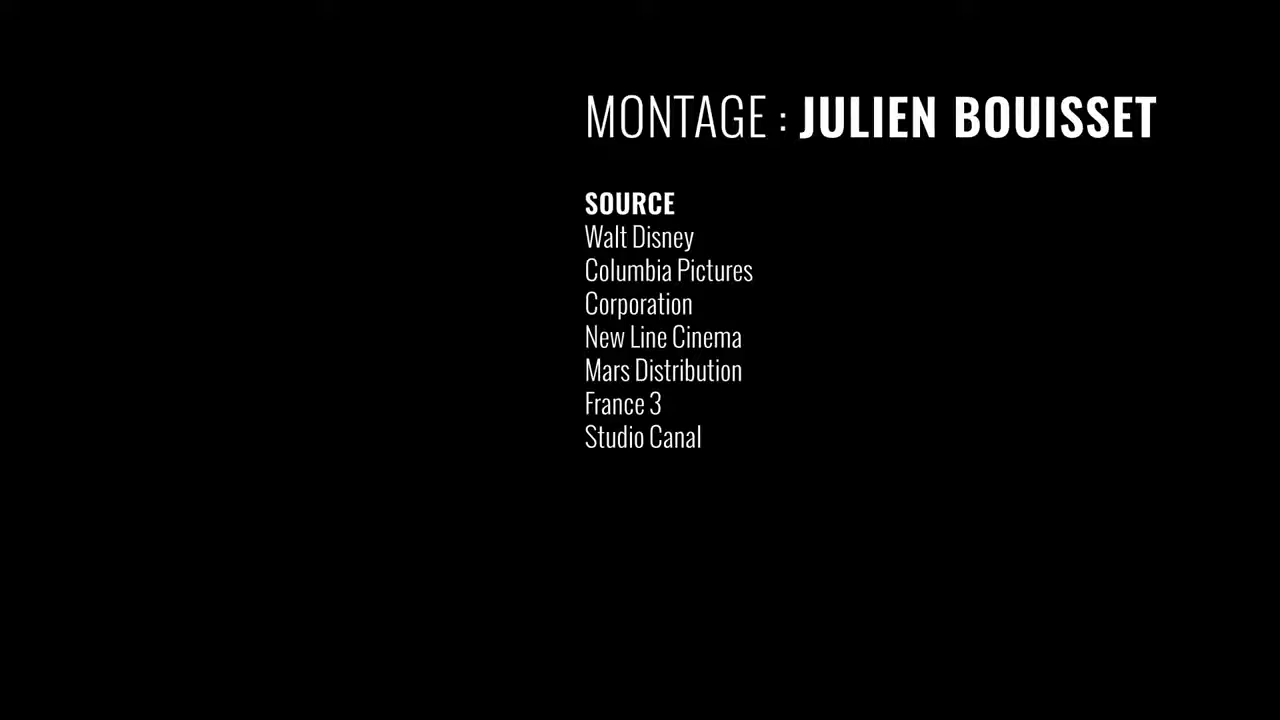 MONTAGE : JULIEN BOUISSET
SOURCE
Walt Disney
Columbia Pictures
Corporation
New Line Cinema
Mars Distribution
France 3
Studio Canal